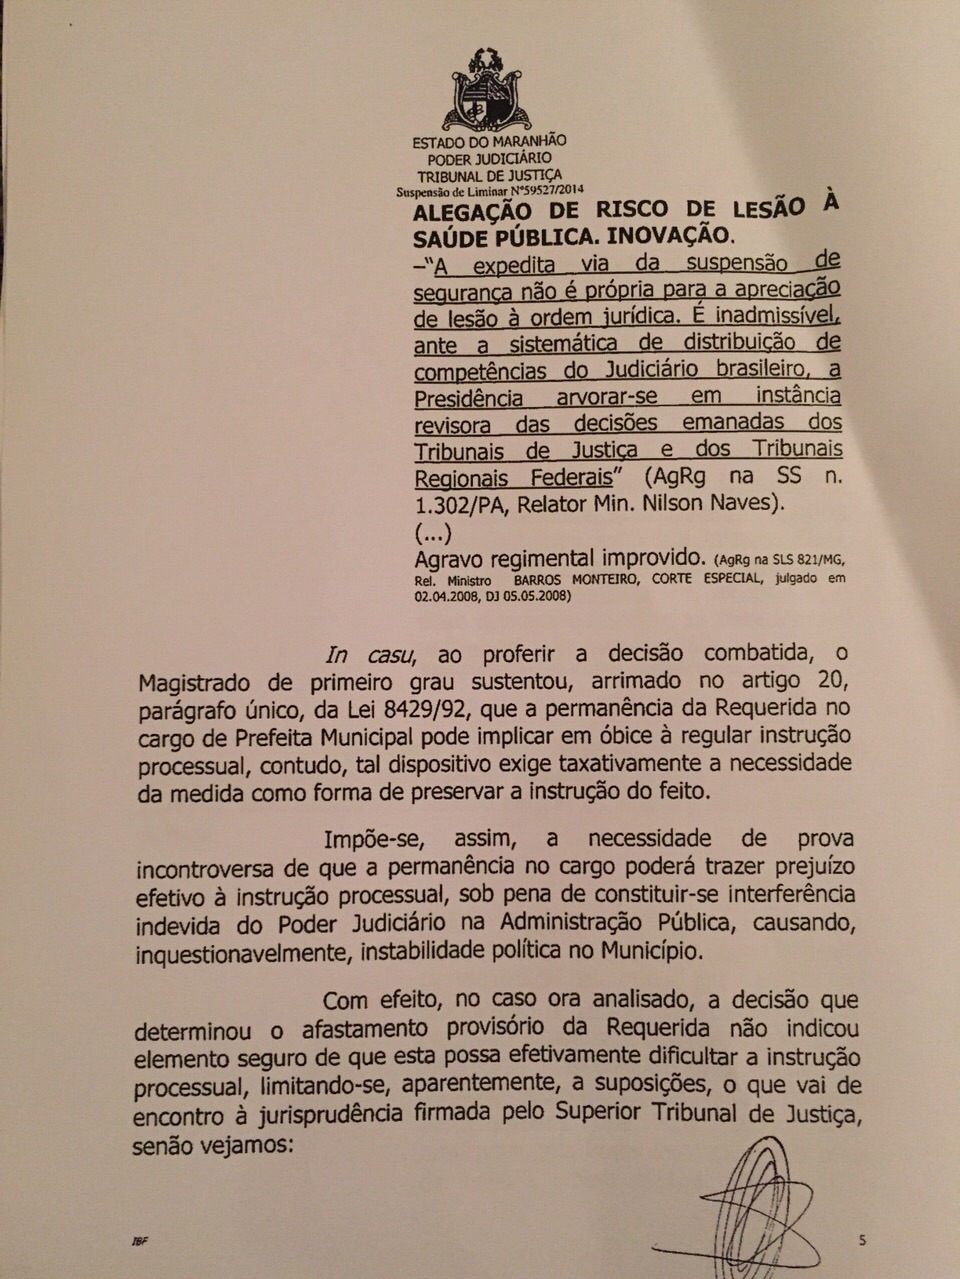 ESTADO DO MARANHÃO
PODER JUDICIÁRIO
TRIBUNAL DE JUSTIÇA
Suspensão de Liminar Nº59527/2014
ALEGAÇÃO DE RISCO DE LESÃO À
SAÚDE PÚBLICA. INOVAÇÃO.
–"A expedita via da suspensão de
segurança não é própria para a apreciação
de lesão à ordem jurídica. É inadmissível,
ante a sistemática de distribuição de
competências do Judiciário brasileiro, a
Presidência arvorar-se em instância
revisora das decisões emanadas dos
Tribunais de Justiça e dos Tribunais
Regionais Federais" (AgRg na SS n.
1.302/PA, Relator Min. Nilson Naves).
(...)
Agravo regimental improvido. (AgRg na SLS 821/MG,
Rel. Ministro BARROS MONTEIRO, CORTE ESPECIAL, julgado em
02.04.2008, DJ 05.05.2008)
In casu, ao proferir a decisão combatida, o
Magistrado de primeiro grau sustentou, arrimado no artigo 20,
parágrafo único, da Lei 8429/92, que a permanência da Requerida no
cargo de Prefeita Municipal pode implicar em óbice à regular instrução
processual, contudo, tal dispositivo exige taxativamente a necessidade
da medida como forma de preservar a instrução do feito.
Impõe-se, assim, a necessidade de prova
incontroversa de que a permanência no cargo poderá trazer prejuízo
efetivo à instrução processual, sob pena de constituir-se interferência
indevida do Poder Judiciário na Administração Pública, causando,
inquestionavelmente, instabilidade política no Município.
Com efeito, no caso ora analisado, a decisão que
determinou o afastamento provisório da Requerida não indicou
elemento seguro de que esta possa efetivamente dificultar a instrução
processual, limitando-se, aparentemente, a suposições, o que vai de
encontro à jurisprudência firmada pelo Superior Tribunal de Justiça,
senão vejamos:
IBF
5